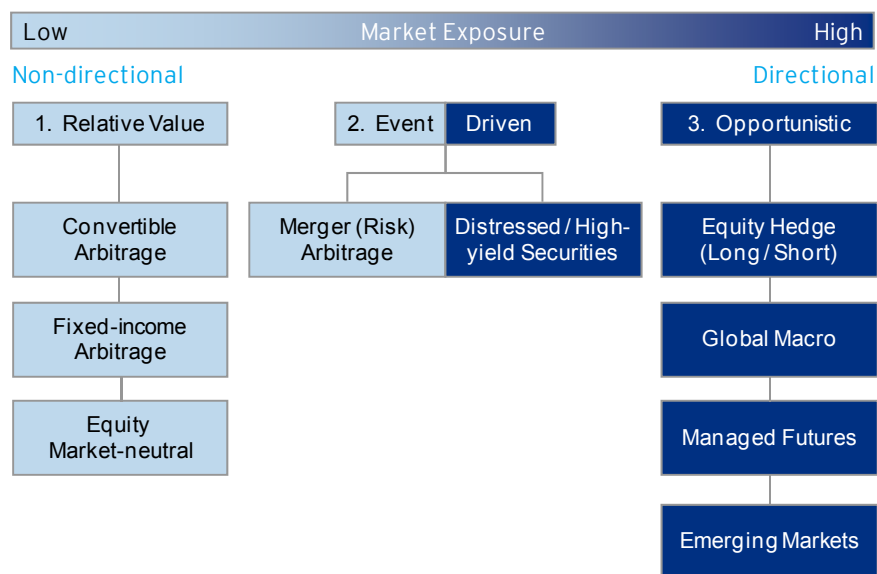 Low Market Exposure High
Non-directional Directional
1. Relative Value
2. Event Driven
3. Opportunistic
Convertible
Arbitrage
Merger (Risk)
Arbitrage
Distressed / High-
yield Securities
Equity Hedge
(Long / Short)
Fixed-income
Arbitrage
Global Macro
Equity
Market-neutral
Managed Futures
Emerging Markets